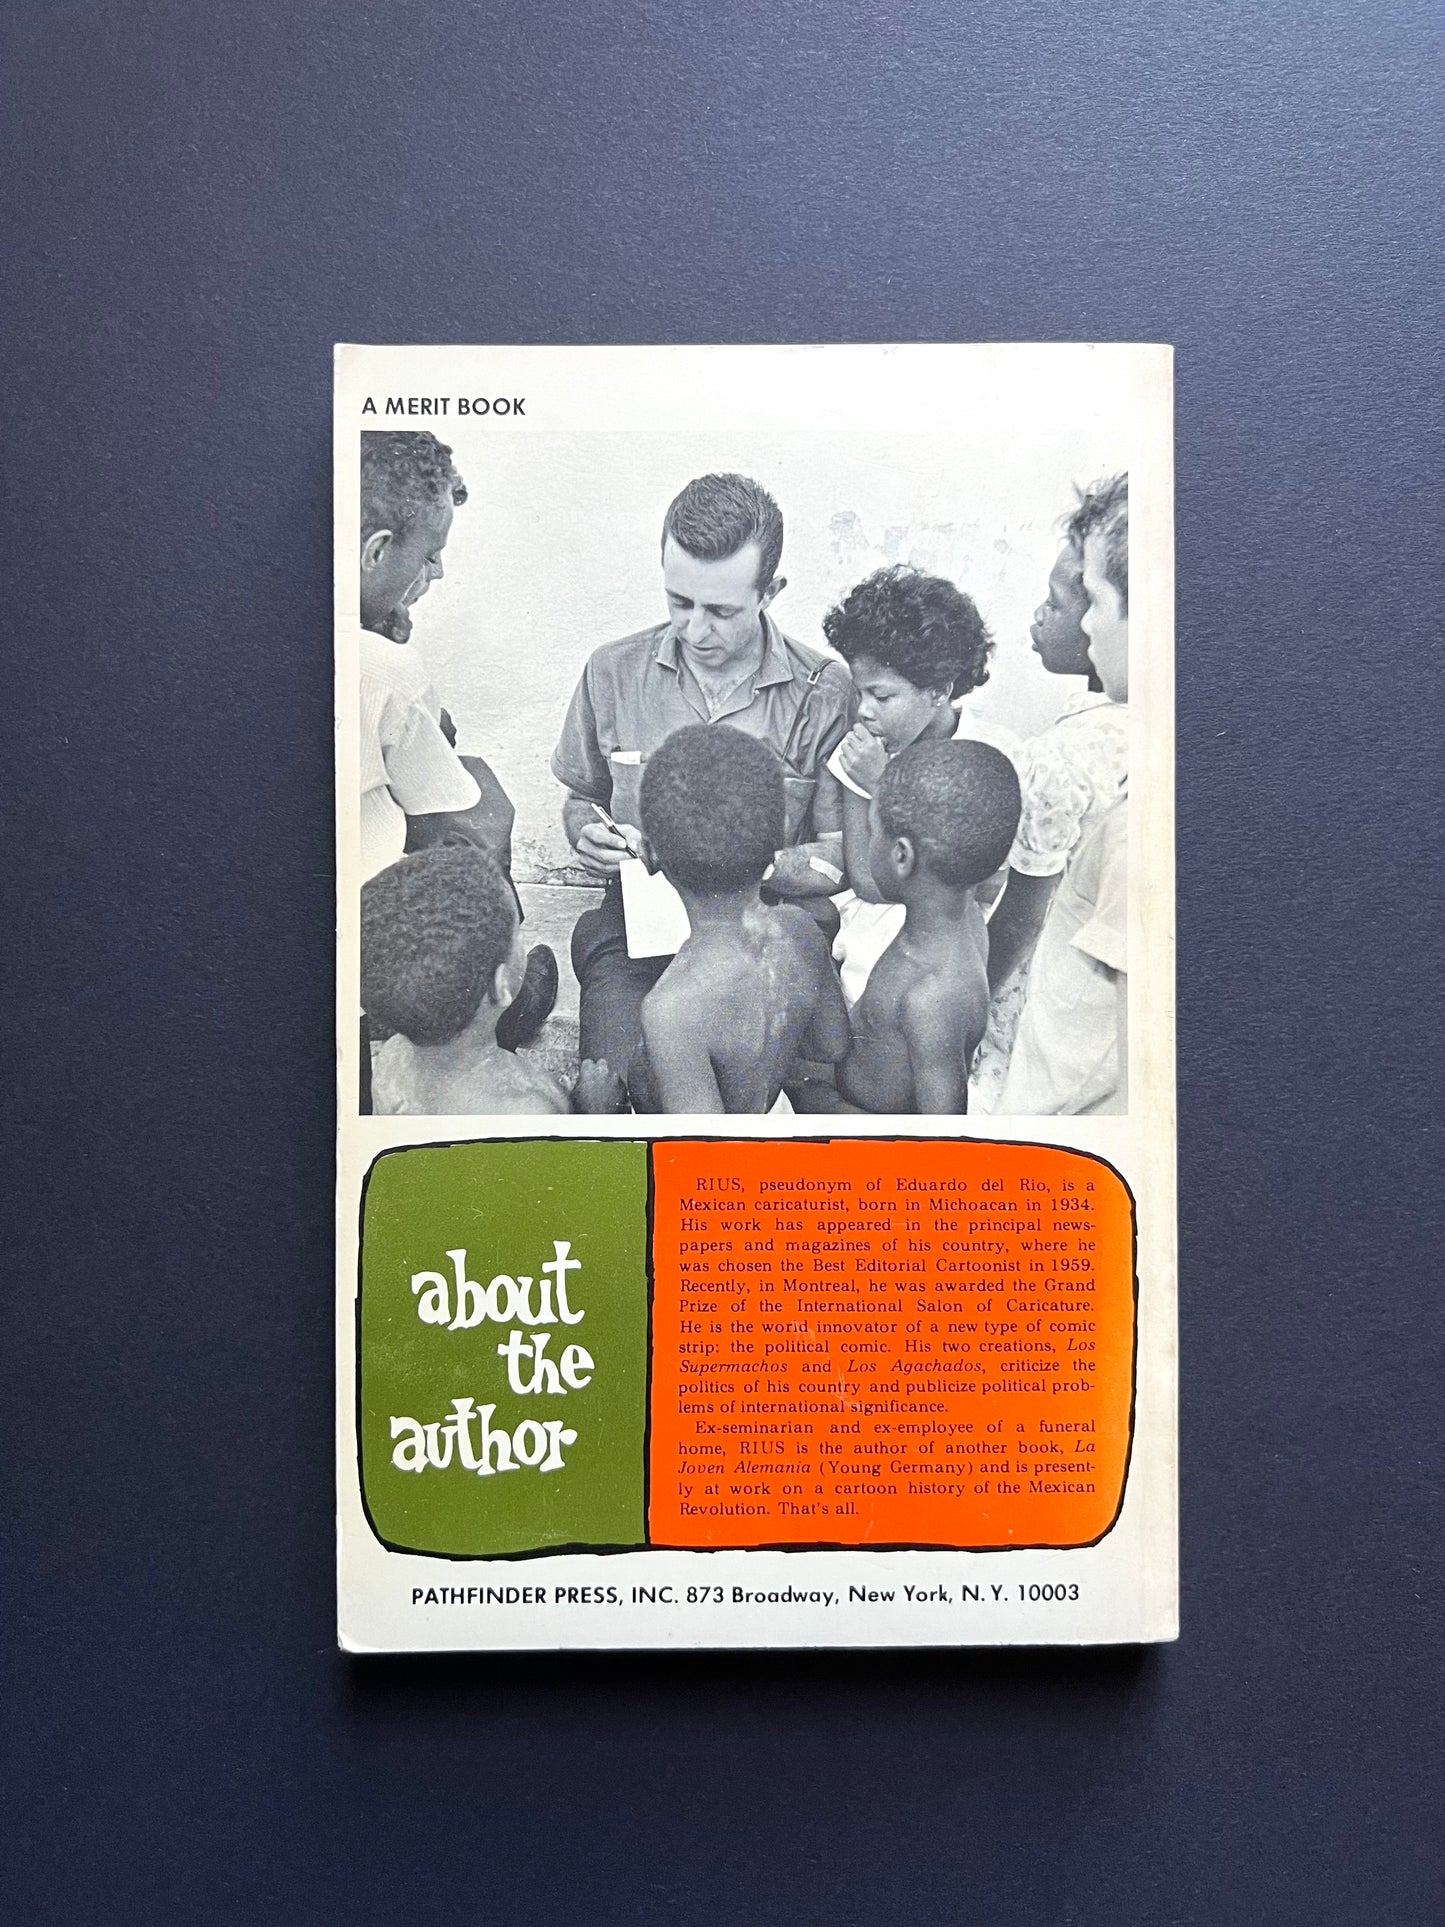 A MERIT BOOK
about
the
author
RIUS, pseudonym of Eduardo del Rio, is a
Mexican caricaturist, born in Michoacan in 1934.
His work has appeared in the principal news-
papers and magazines of his country, where he
was chosen the Best Editorial Cartoonist in 1959.
Recently, in Montreal, he was awarded the Grand
Prize of the International Salon of Caricature.
He is the world innovator of a new type of comic
strip: the political comic. His two creations, Los
Supermachos and Los Agachados, criticize the
politics of his country and publicize political prob-
lems of international significance.
Ex-seminarian and ex-employee of a funeral
home, RIUS is the author of another book, La
Joven Alemania (Young Germany) and is present-
ly at work on a cartoon history of the Mexican
Revolution. That's all.
PATHFINDER PRESS, INC. 873 Broadway, New York, N. Y. 10003